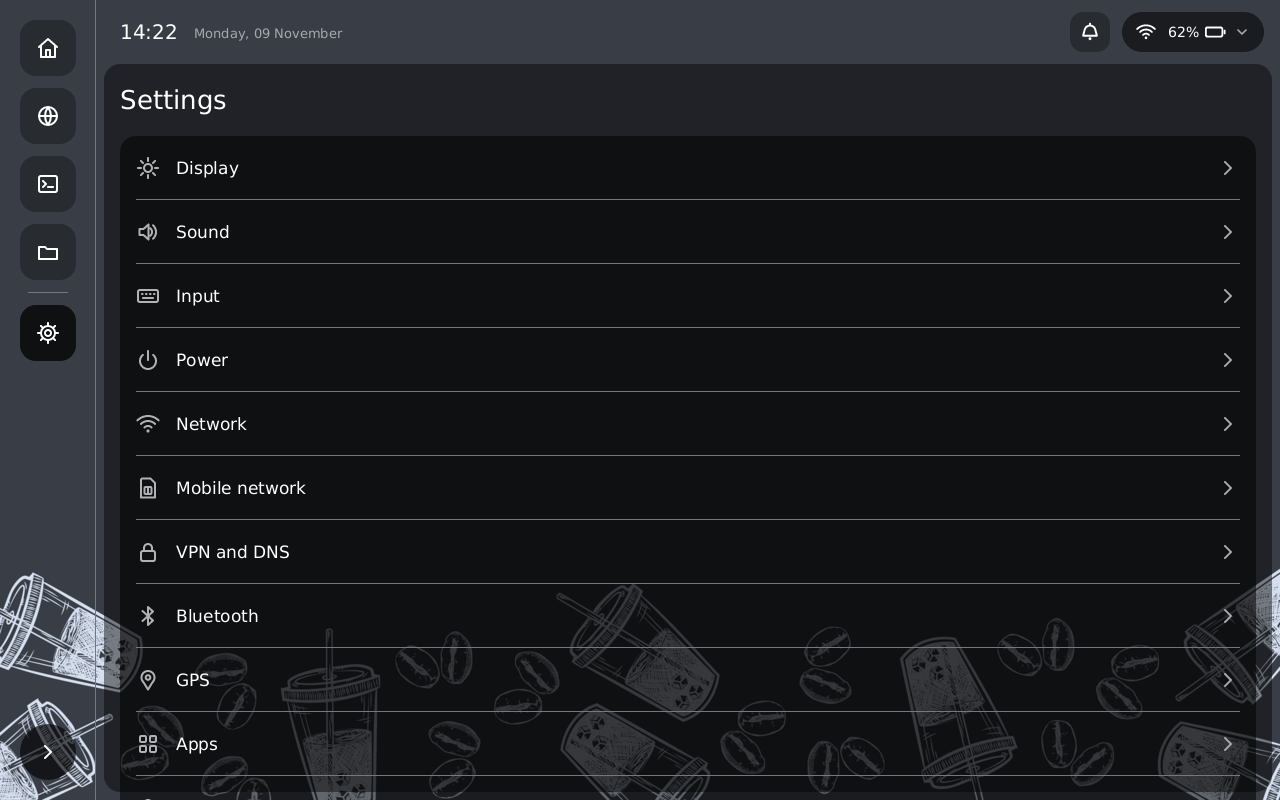 14:22 Monday, 09 November
62%
Settings
Display
Sound
Input
Power
Network
Mobile network
VPN and DNS
Bluetooth
GPS
Apps